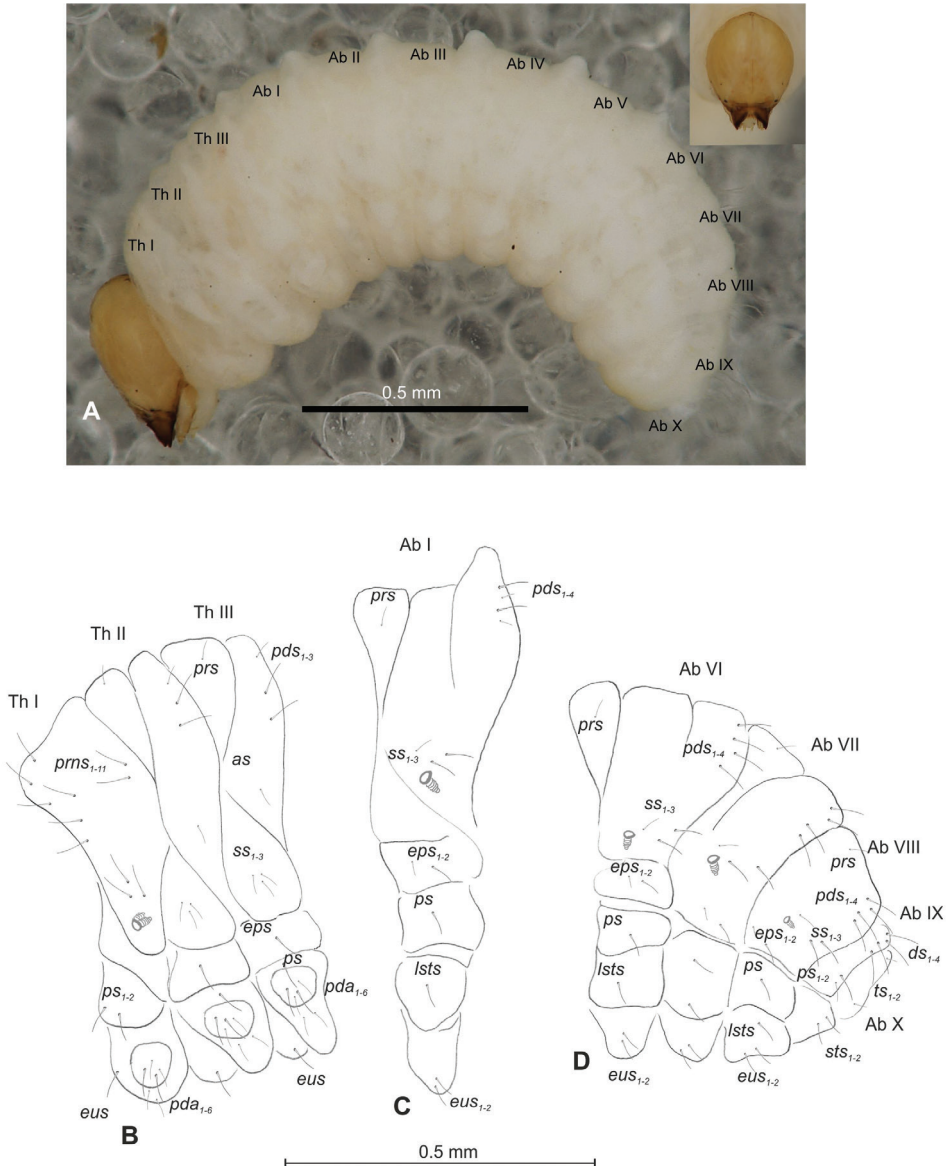 Ab II
Ab III
Ab IV
Ab I
Ab V
Th III
Ab VI
Th II
Ab VII
Th I
Ab VIII
Ab IX
0.5 mm
A
Ab X
Ab I
prs
pds1-4
Th III
Th II
prs
pds1-3
Th I
prns1-11
as
ss1-3
ss1-3
eps1-2
eps
ps
ps
ps1-2
pda1-6
lsts
eus
eus
pda1-6
B
eus1-2
C
Ab VI
prs
pds1-4
Ab VII
ss1-3
eps1-2
Ab VIII
prs
pds1-4
ps
Ab IX
eps1-2
ss1-3
ds1-4
lsts
ps
ps1-2
ts1-2
Ab X
lsts
sts1-2
D
eus1-2
eus1-2
0.5 mm